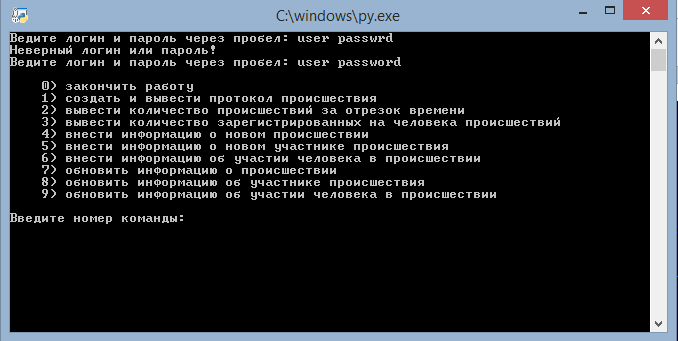 C:\windows\py.exe
Ведите логин и пароль через пробел: user passwrd
Неверный логин или пароль!
Ведите логин и пароль через пробел: user password
0) закончить работу
1) создать и вывести протокол происшествия
2) вывести количество происшествий за отрезок времени
3) вывести количество зарегистрированных на человека происшествий
4) внести информацию о новом происшествии
5) внести информацию о новом участнике происшествия
6) внести информацию об участии человека в происшествии
7) обновить информацию о происшествии
8) обновить информацию об участнике происшествия
9) обновить информацию об участии человека в происшествии
Введите номер команды: